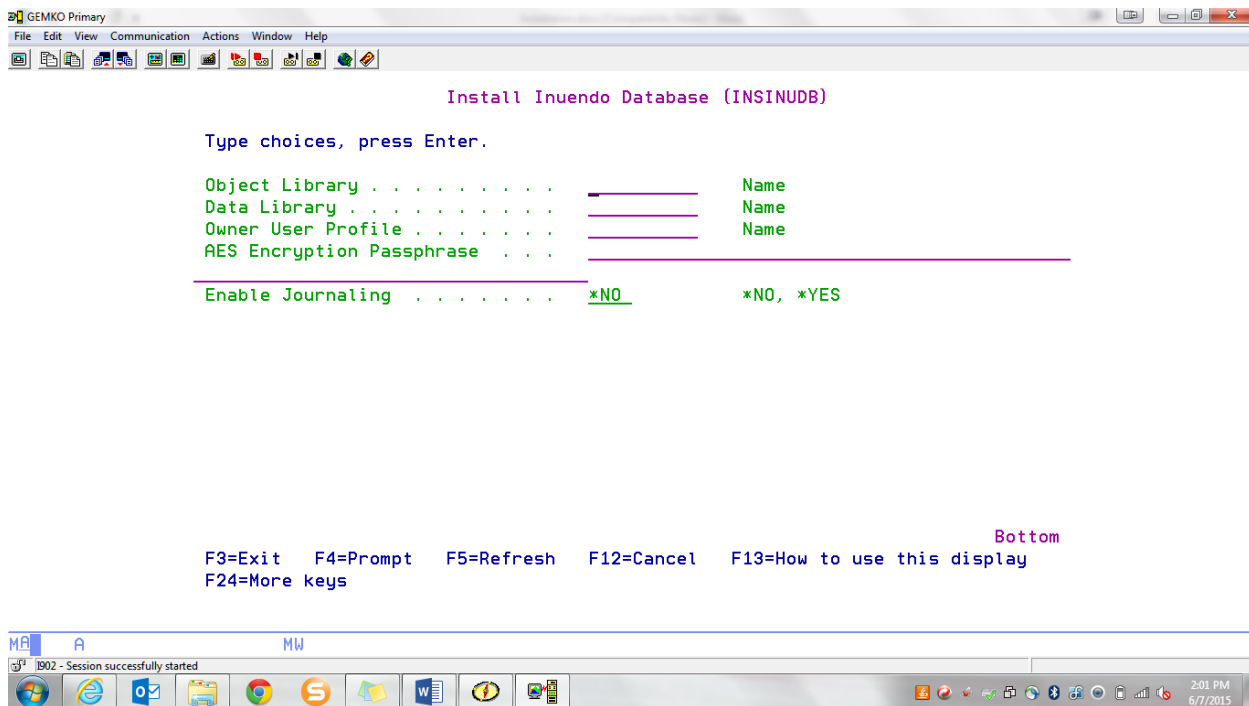 GEMKO Primary
File Edit View Communication Actions Window Help
Install Inuendo Database (INSINUDB)
Type choices, press Enter.
Object Library . . . . . . . . . Name
Data Library . . . . . . . . . . Name
Owner User Profile . . . . . . . Name
AES Encryption Passphrase . . .
Enable Journaling . . . . . . . *NO *NO, *YES
Bottom
F3=Exit F4=Prompt F5=Refresh F12=Cancel F13=How to use this display
F24=More keys
MA A MW
I902 - Session successfully started
2:01 PM
6/7/2015